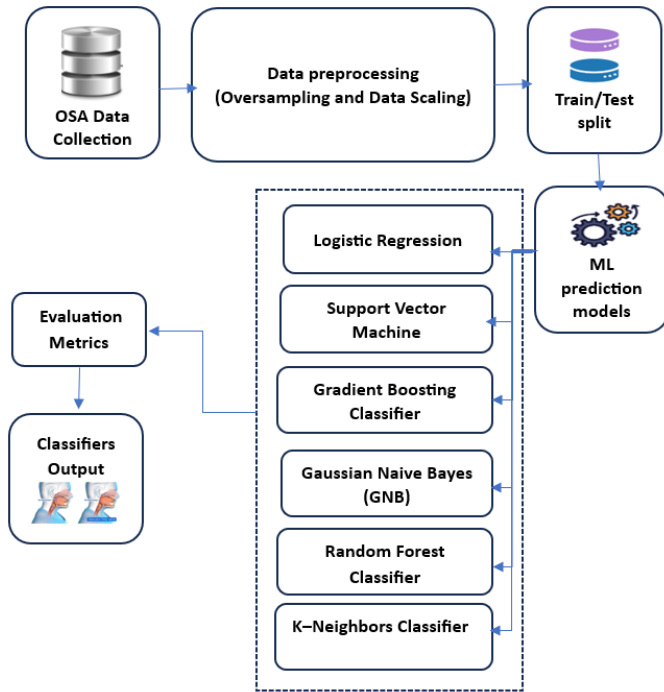 OSA Data
Collection
Data preprocessing
(Oversampling and Data Scaling)
Train/Test
split
ML
prediction
models
Logistic Regression
Support Vector
Machine
Gradient Boosting
Classifier
Gaussian Naive Bayes
(GNB)
Random Forest
Classifier
K–Neighbors Classifier
Evaluation
Metrics
Classifiers
Output